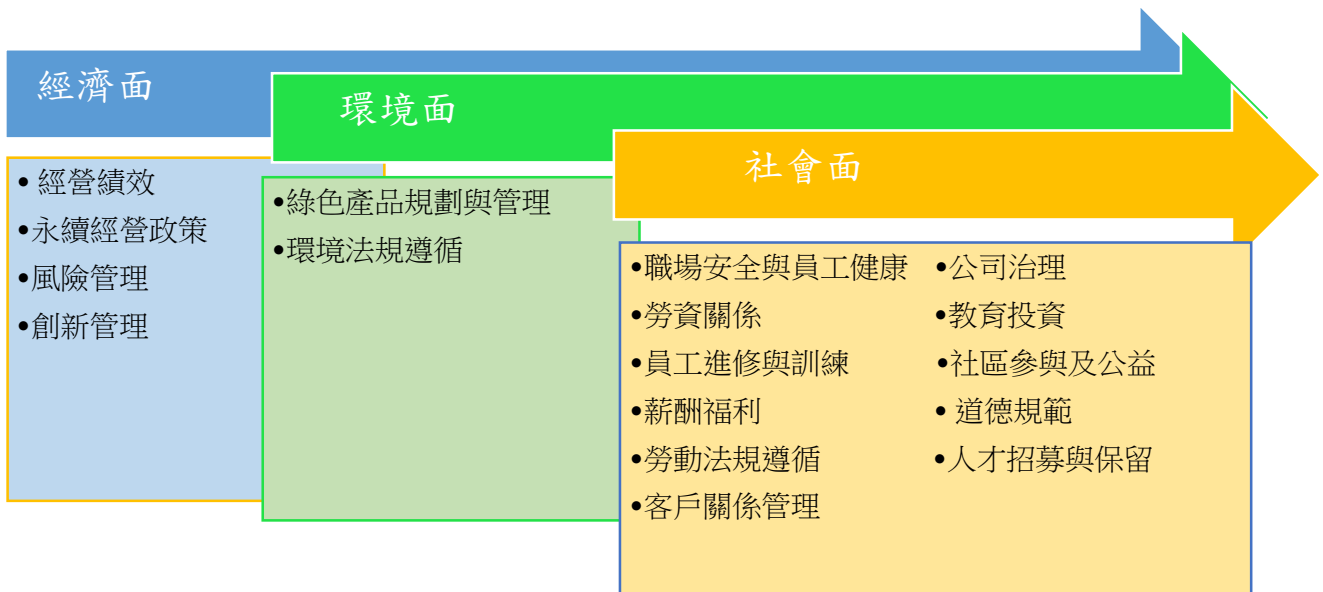 經濟面
• 經營績效
•永續經營政策
•風險管理
•創新管理
環境面
•綠色產品規劃與管理
•環境法規遵循
社會面
•職場安全與員工健康
•勞資關係
•員工進修與訓練
•薪酬福利
•勞動法規遵循
•客戶關係管理
•公司治理
•教育投資
•社區參與及公益
• 道德規範
•人才招募與保留